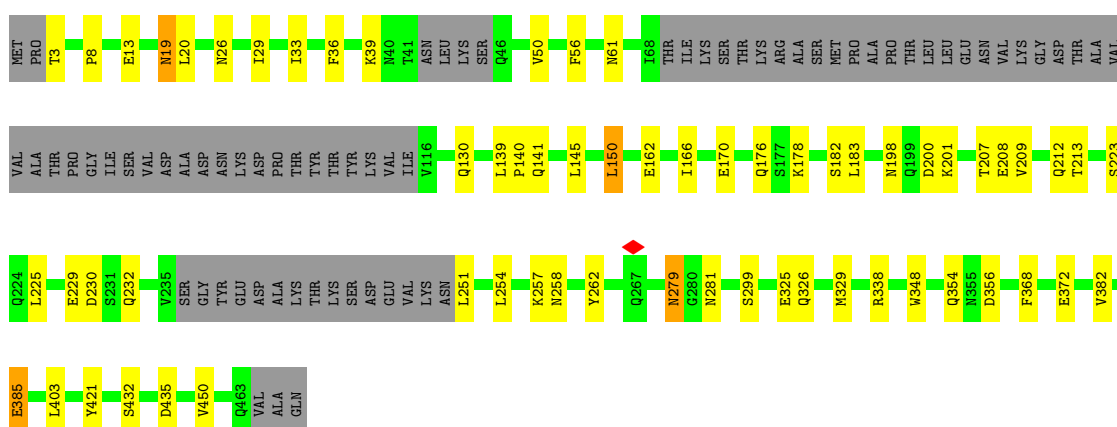 MET PRO T3 P8 E13 N19 L20 N26 I29 I33 F36 K39 N40 T41 ASN LEU LYS SER Q46 V50 F56 N61 I68 THR ILE LYS SER THR LYS ARG ALA SER MET PRO ALA PRO THR LEU LEU GLU ASN VAL LYS GLY ASP THR ALA VAL
VAL ALA THR PRO GLY ILE SER VAL ASP ALA ASP ASN LYS ASP PRO THR TYR THR TYR LYS VAL ILE V116 Q130 L139 P140 Q141 L145 L150 E162 I166 E170 Q176 S177 K178 S182 L183 N198 Q199 D200 K201 T207 E208 V209 Q212 T213 S223
Q224 L225 E229 D230 S231 Q232 V235 SER GLY TYR GLU ASP ALA LYS THR LYS SER ASP GLU VAL LYS ASN L251 L254 K257 N258 Y262 Q267 N279 G280 N281 S299 E325 Q326 M329 R338 W348 Q354 N355 D356 F368 E372 V382
E385 L403 Y421 S432 D435 V450 Q463 VAL ALA GLN